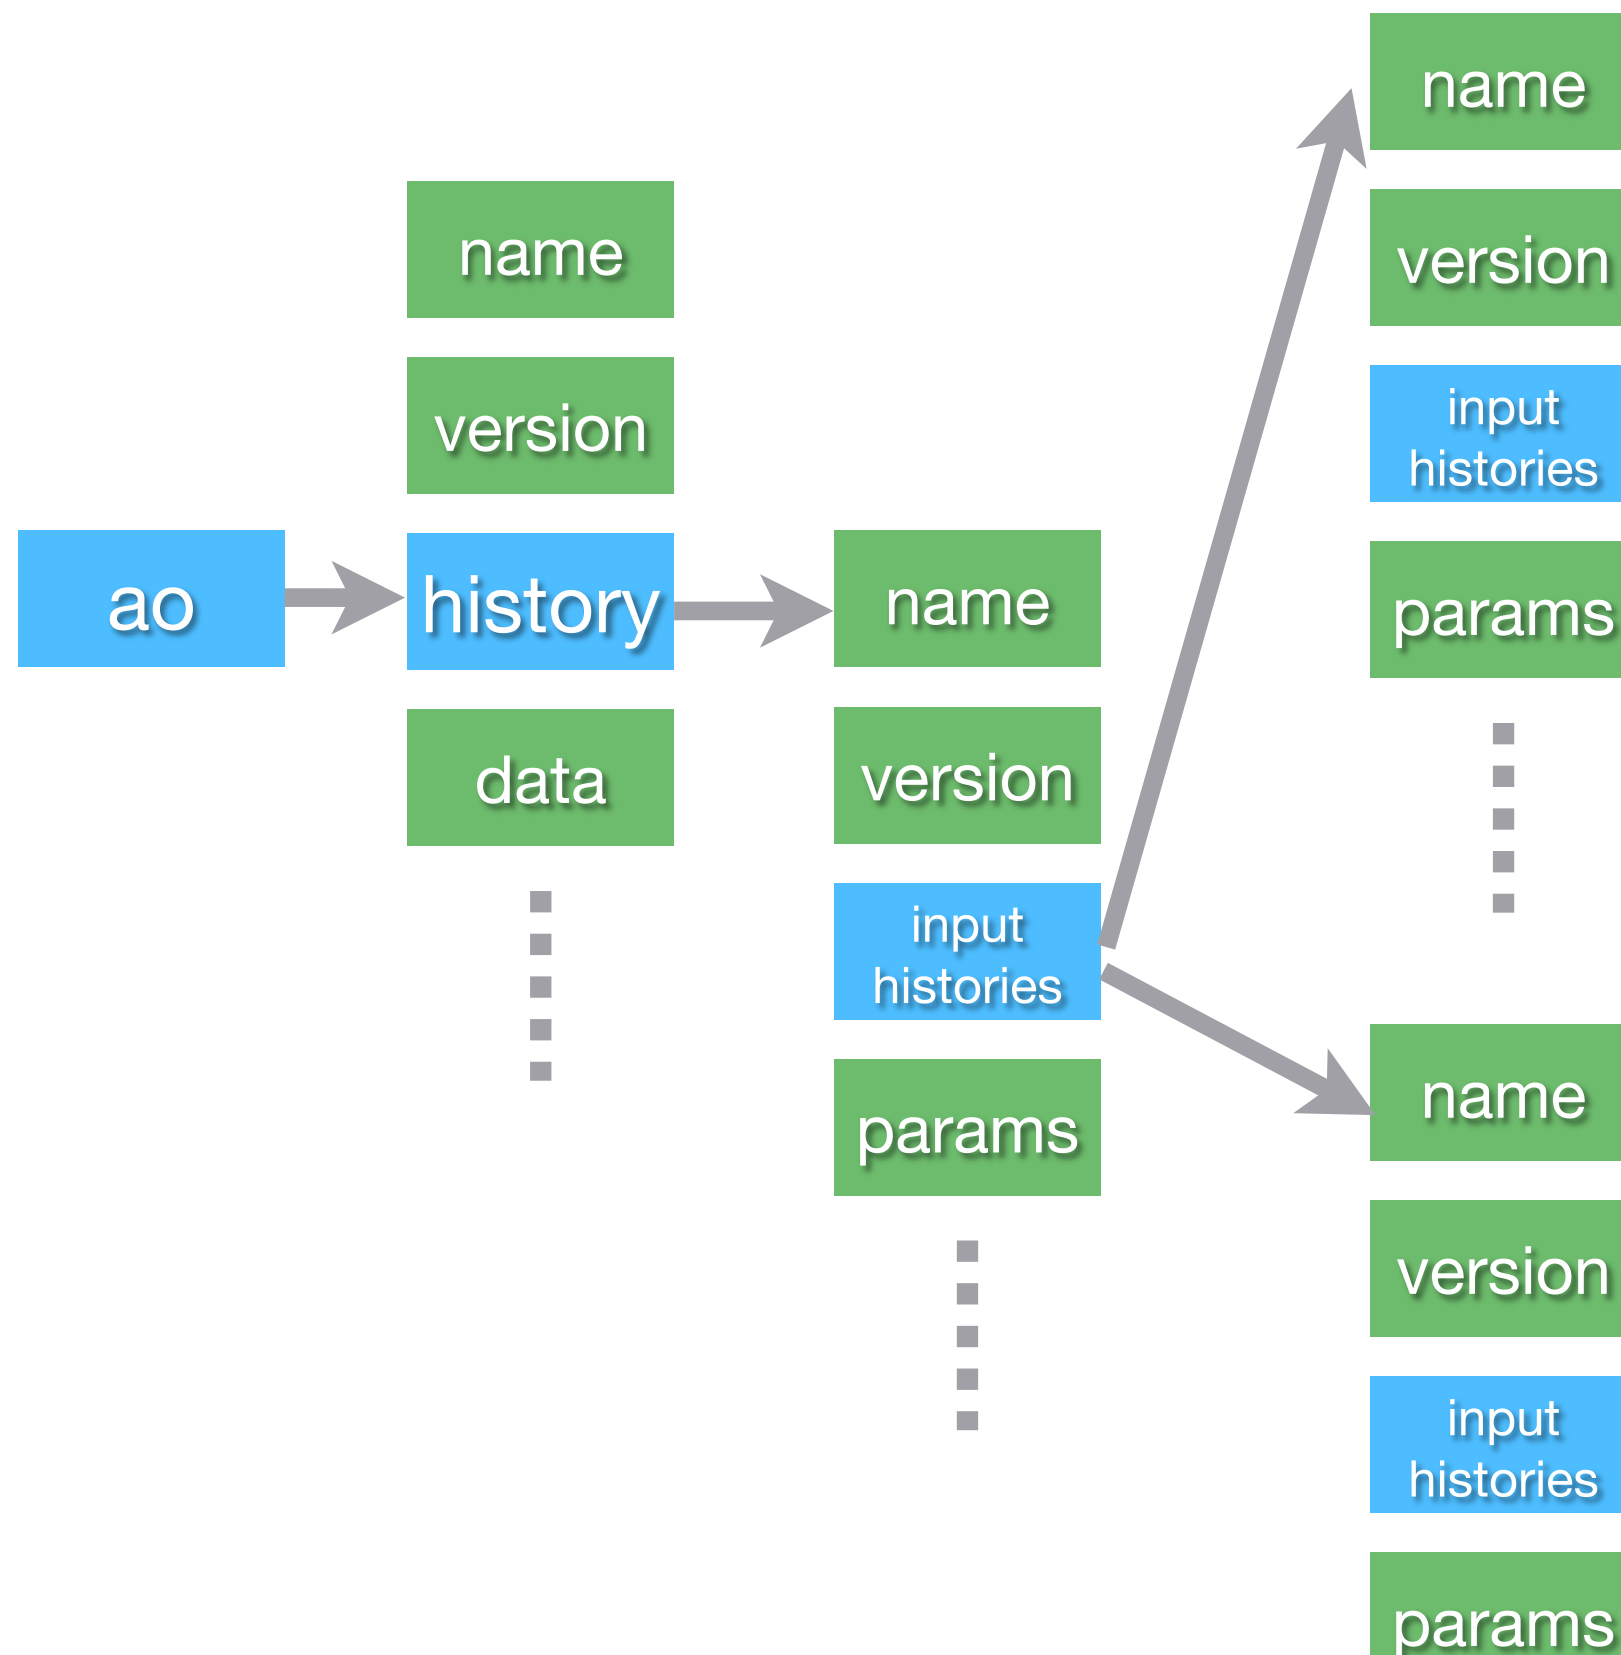 ao
name
version
history
data
name
version
input
histories
params
name
version
input
histories
params
name
version
input
histories
params